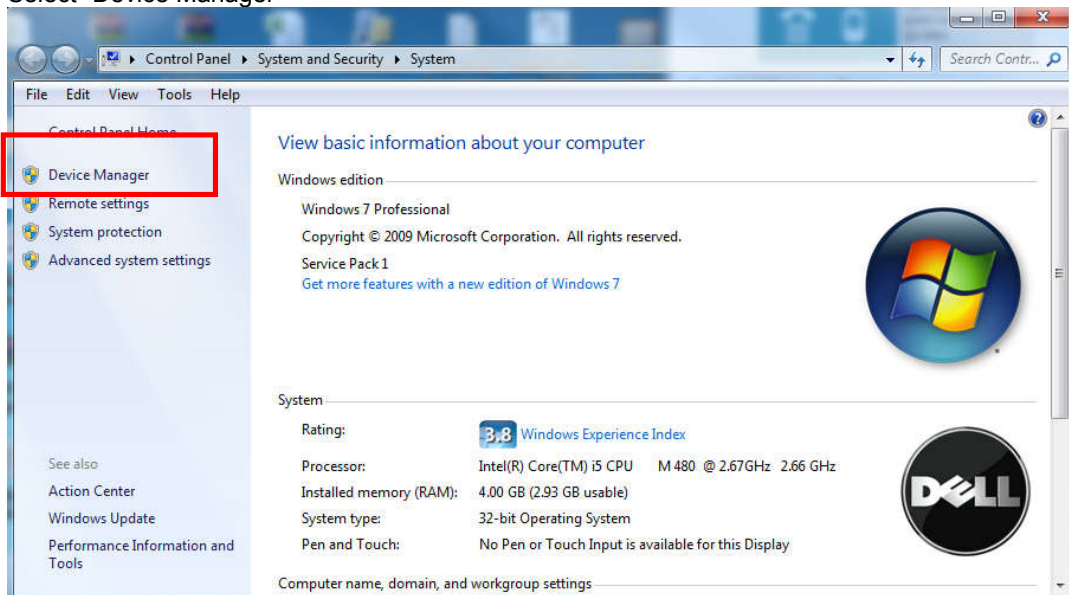 Select "Device Manager"
Control Panel ▸ System and Security ▸ System
Search Contr...
File Edit View Tools Help
Control Panel Home
Device Manager
Remote settings
System protection
Advanced system settings
See also
Action Center
Windows Update
Performance Information and
Tools
View basic information about your computer
Windows edition
Windows 7 Professional
Copyright © 2009 Microsoft Corporation. All rights reserved.
Service Pack 1
Get more features with a new edition of Windows 7
System
Rating:
3.8 Windows Experience Index
Processor: Intel(R) Core(TM) i5 CPU M 480 @ 2.67GHz 2.66 GHz
Installed memory (RAM): 4.00 GB (2.93 GB usable)
System type: 32-bit Operating System
Pen and Touch: No Pen or Touch Input is available for this Display
DELL
Computer name, domain, and workgroup settings